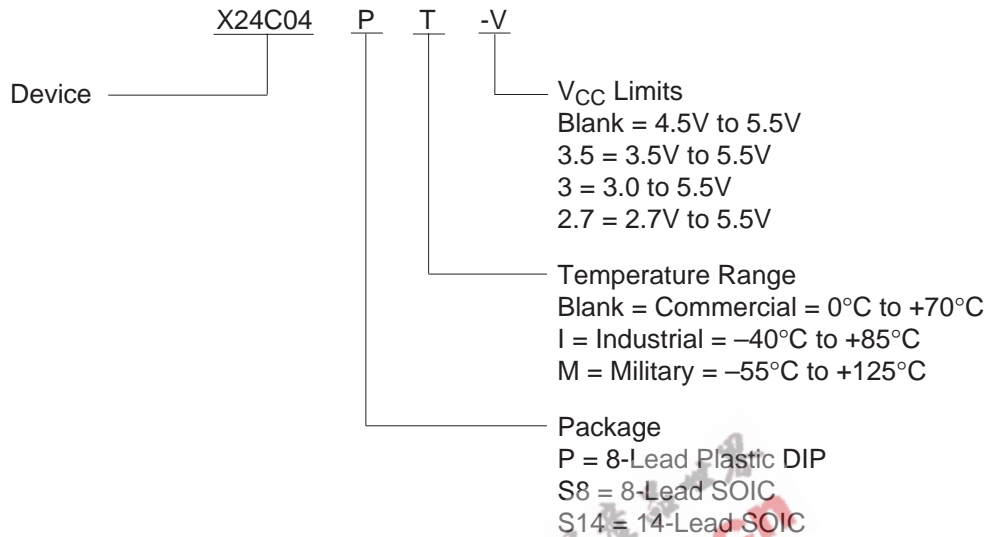 X24C04 P T -V
Device
VCC Limits
Blank = 4.5V to 5.5V
3.5 = 3.5V to 5.5V
3 = 3.0 to 5.5V
2.7 = 2.7V to 5.5V
Temperature Range
Blank = Commercial = 0°C to +70°C
I = Industrial = –40°C to +85°C
M = Military = –55°C to +125°C
Package
P = 8-Lead Plastic DIP
S8 = 8-Lead SOIC
S14 = 14-Lead SOIC